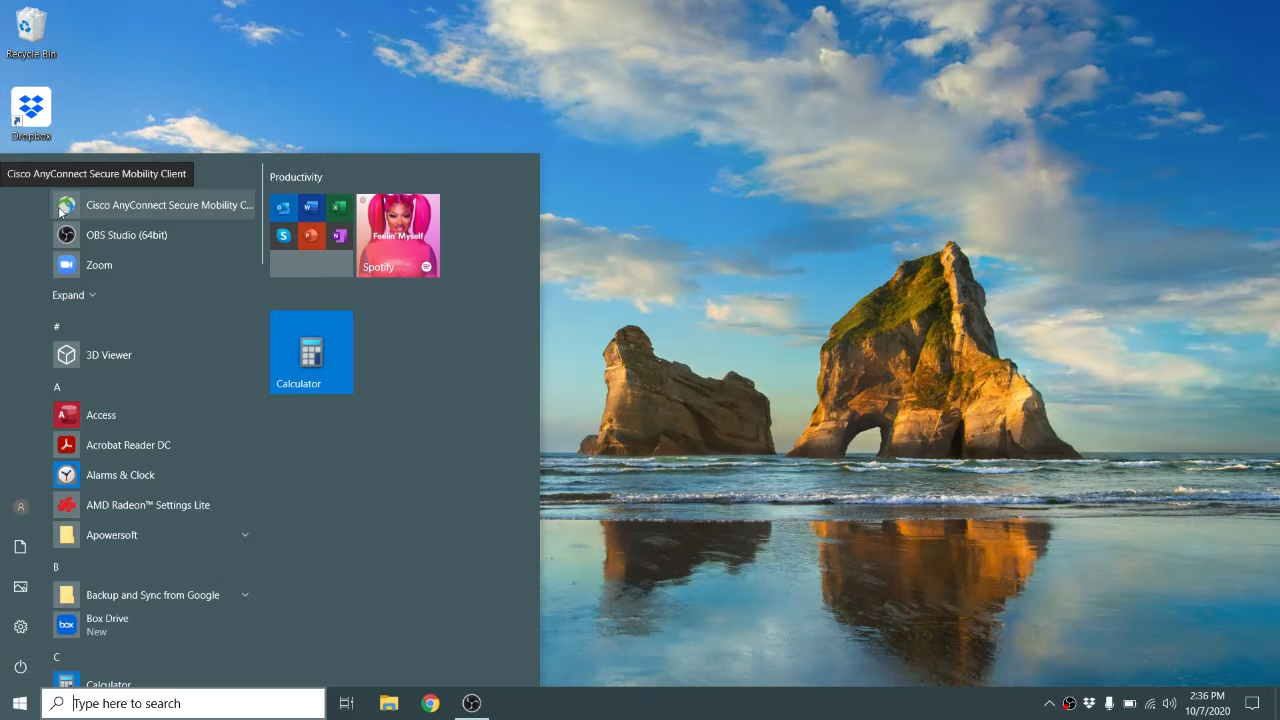 Recycle Bin
Dropbox
Cisco AnyConnect Secure Mobility Client
Cisco AnyConnect Secure Mobility C...
OBS Studio (64bit)
Zoom
Expand
#
3D Viewer
A
Access
Acrobat Reader DC
Alarms & Clock
AMD Radeon™ Settings Lite
Apowersoft
B
Backup and Sync from Google
box
Box Drive
New
C
Calculator
Productivity
Feelin' Myself
Spotify
Calculator
Type here to search
2:36 PM
10/7/2020